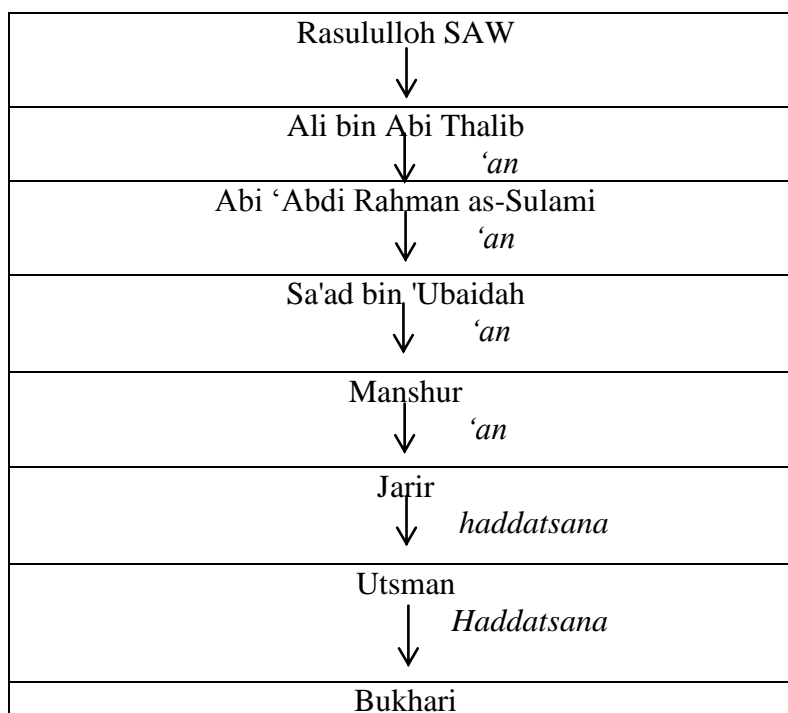 Rasululloh SAW
Ali bin Abi Thalib
‘an
Abi ‘Abdi Rahman as-Sulami
‘an
Sa'ad bin 'Ubaidah
‘an
Manshur
‘an
Jarir
haddatsana
Utsman
Haddatsana
Bukhari